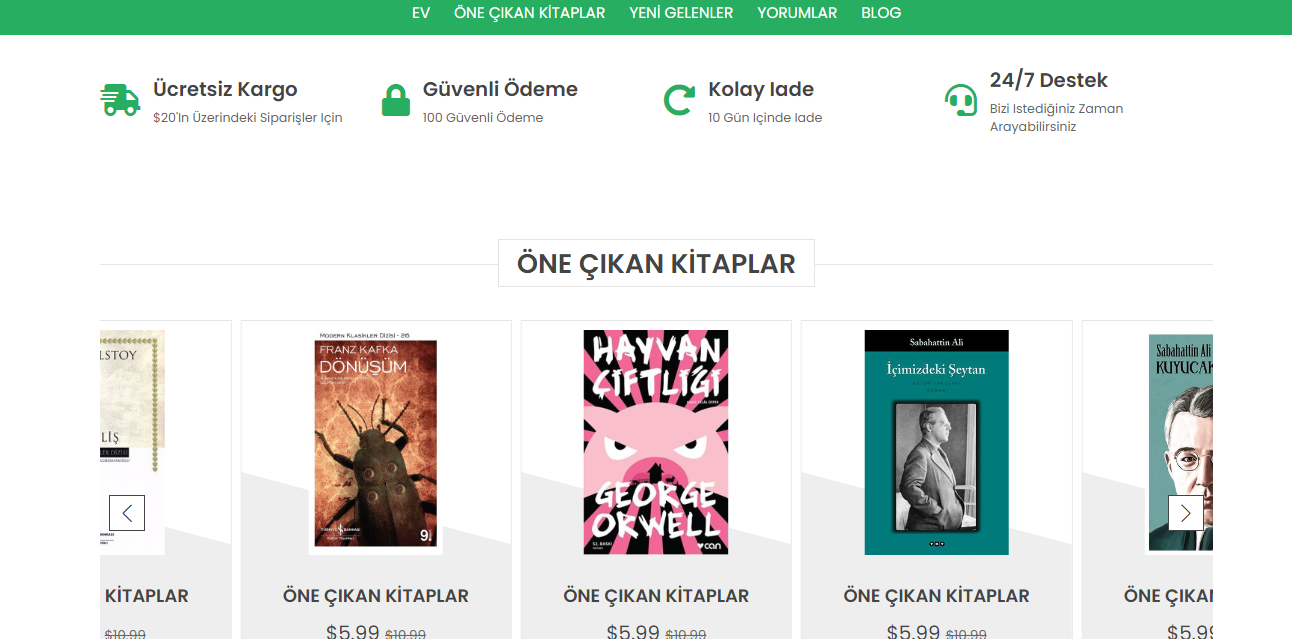 EV ÖNE ÇIKAN KİTAPLAR YENİ GELENLER YORUMLAR BLOG
Ücretsiz Kargo
$20'In Üzerindeki Siparişler Için
Güvenli Ödeme
100 Güvenli Ödeme
Kolay Iade
10 Gün Içinde Iade
24/7 Destek
Bizi Istediğiniz Zaman
Arayabilirsiniz
ÖNE ÇIKAN KİTAPLAR
LSTOY
LİŞ
KİTAPLAR
$10.99
MODERN KLASİKLER DİZİSİ - 26
FRANZ KAFKA
DÖNÜŞÜM
9.
ÖNE ÇIKAN KİTAPLAR
$5.99 $10.99
HAYVAN
ÇİFTLİĞİ
GEORGE
ORWELL
can
ÖNE ÇIKAN KİTAPLAR
$5.99 $10.99
Sabahattin Ali
İçimizdeki Şeytan
ÖNE ÇIKAN KİTAPLAR
$5.99 $10.99
Sabahattin Ali
KUYUCAK
ÖNE ÇIKAN
$5.99